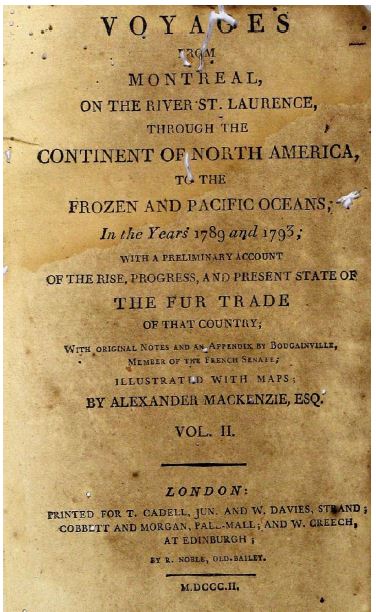 VOYAGES
FROM
MONTREAL,
ON THE RIVER ST. LAURENCE,
THROUGH THE
CONTINENT OF NORTH AMERICA,
TO THE
FROZEN AND PACIFIC OCEANS;
In the Years 1789 and 1793;
WITH A PRELIMINARY ACCOUNT
OF THE RISE, PROGRESS, AND PRESENT STATE OF
THE FUR TRADE
OF THAT COUNTRY;
WITH ORIGINAL NOTES AND AN APPENDIX BY BOUGAINVILLE,
MEMBER OF THE FRENCH SENATE;
ILLUSTRATED WITH MAPS;
BY ALEXANDER MACKENZIE, ESQ.
VOL. II.
LONDON:
PRINTED FOR T. CADELL, JUN. AND W. DAVIES, STRAND;
COBBETT AND MORGAN, PALL-MALL; AND W. CREECH,
AT EDINBURGH;
BY R. NOBLE, OLD-BAILEY.
M.DCCC.II.